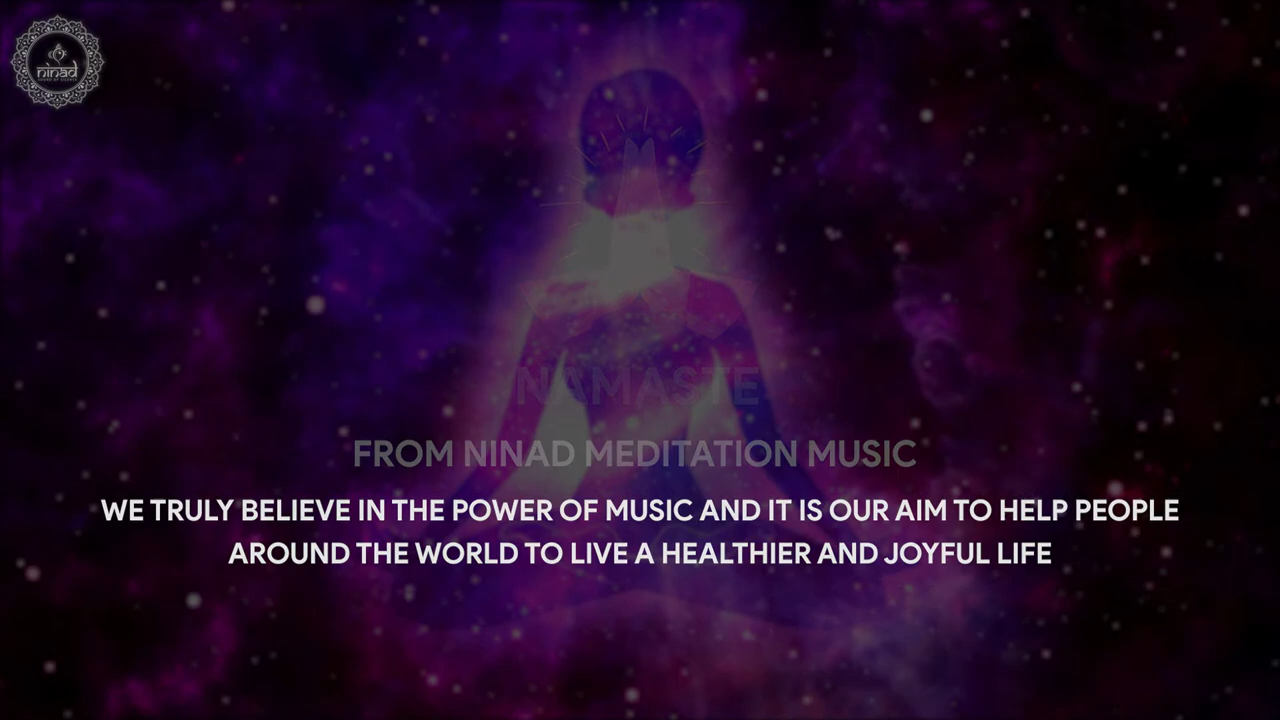 ninad
NAMASTE
FROM NINAD MEDITATION MUSIC
WE TRULY BELIEVE IN THE POWER OF MUSIC AND IT IS OUR AIM TO HELP PEOPLE
AROUND THE WORLD TO LIVE A HEALTHIER AND JOYFUL LIFE